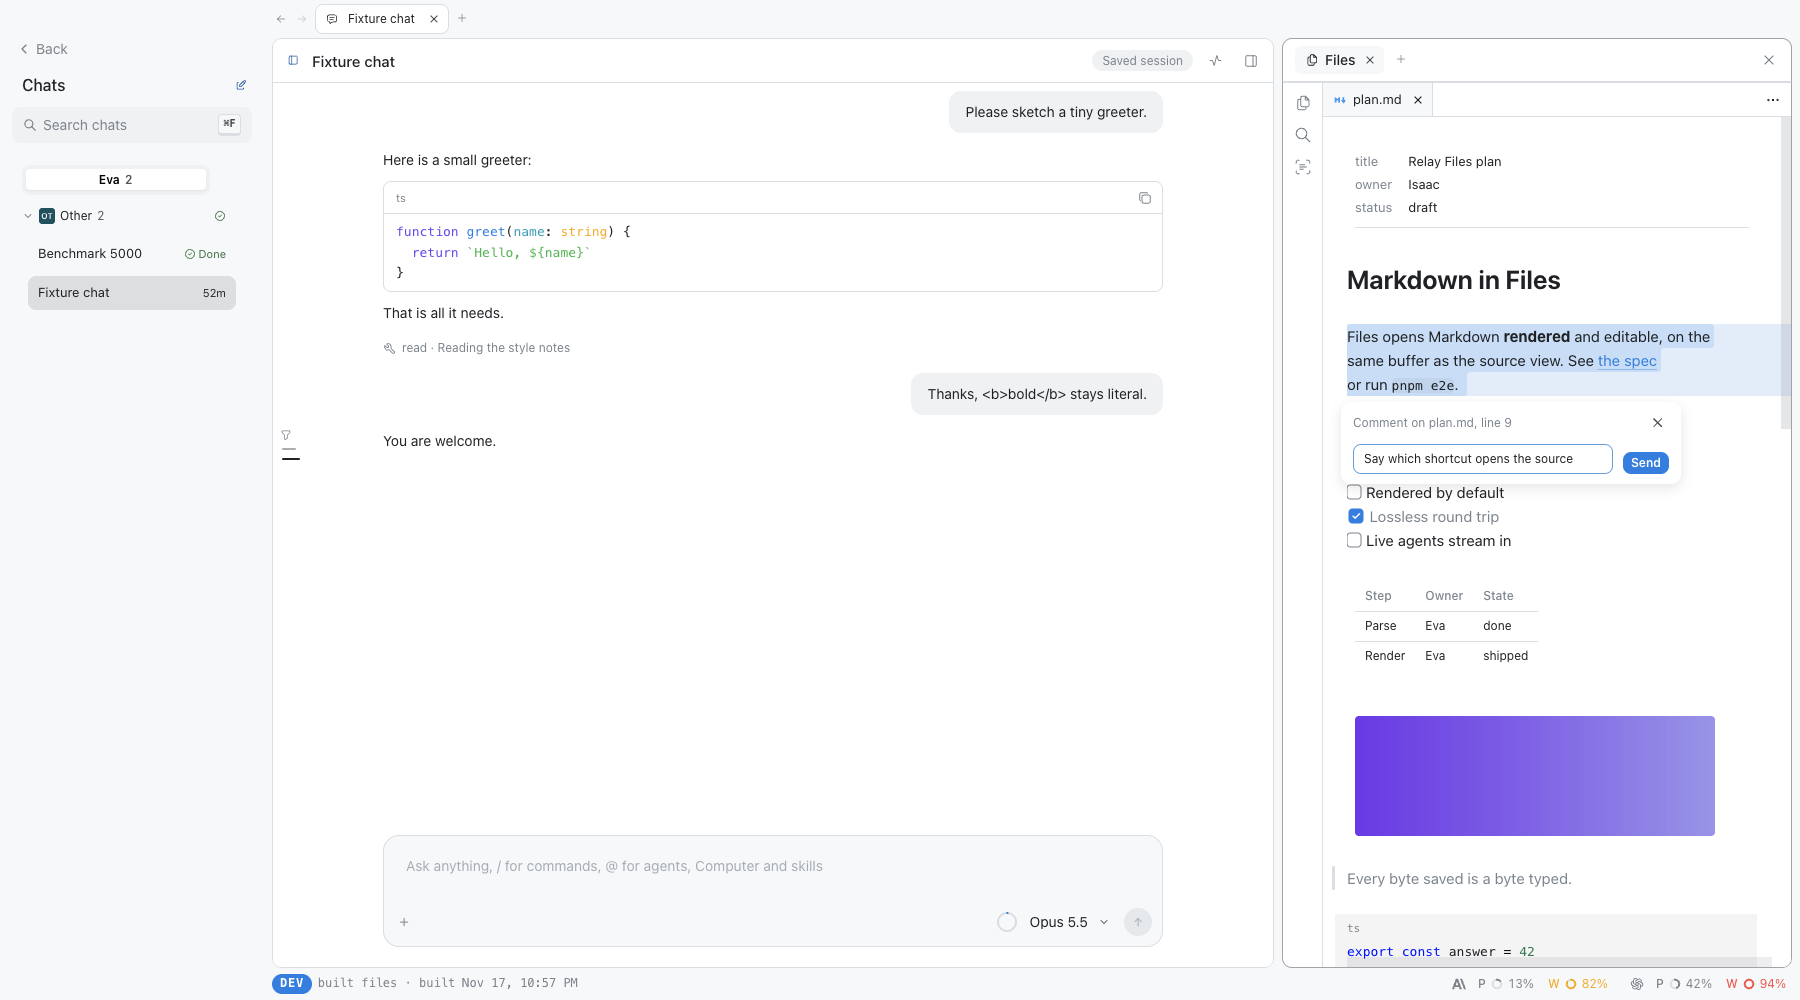 Fixture chat
Back
Chats
Search chats
⌘F
Eva 2
OT Other 2
Benchmark 5000
Done
Fixture chat
52m
Fixture chat
Saved session
Please sketch a tiny greeter.
Here is a small greeter:
ts
function greet(name: string) {
return `Hello, ${name}`
}
That is all it needs.
read · Reading the style notes
Thanks, <b>bold</b> stays literal.
You are welcome.
Ask anything, / for commands, @ for agents, Computer and skills
Opus 5.5
Files
plan.md
title Relay Files plan
owner Isaac
status draft
Markdown in Files
Files opens Markdown rendered and editable, on the
same buffer as the source view. See the spec
or run pnpm e2e.
Comment on plan.md, line 9
Say which shortcut opens the source
Send
Rendered by default
Lossless round trip
Live agents stream in
Step Owner State
Parse Eva done
Render Eva shipped
Every byte saved is a byte typed.
ts
export const answer = 42
DEV built files · built Nov 17, 10:57 PM
P 13% W 82% P 42% W 94%